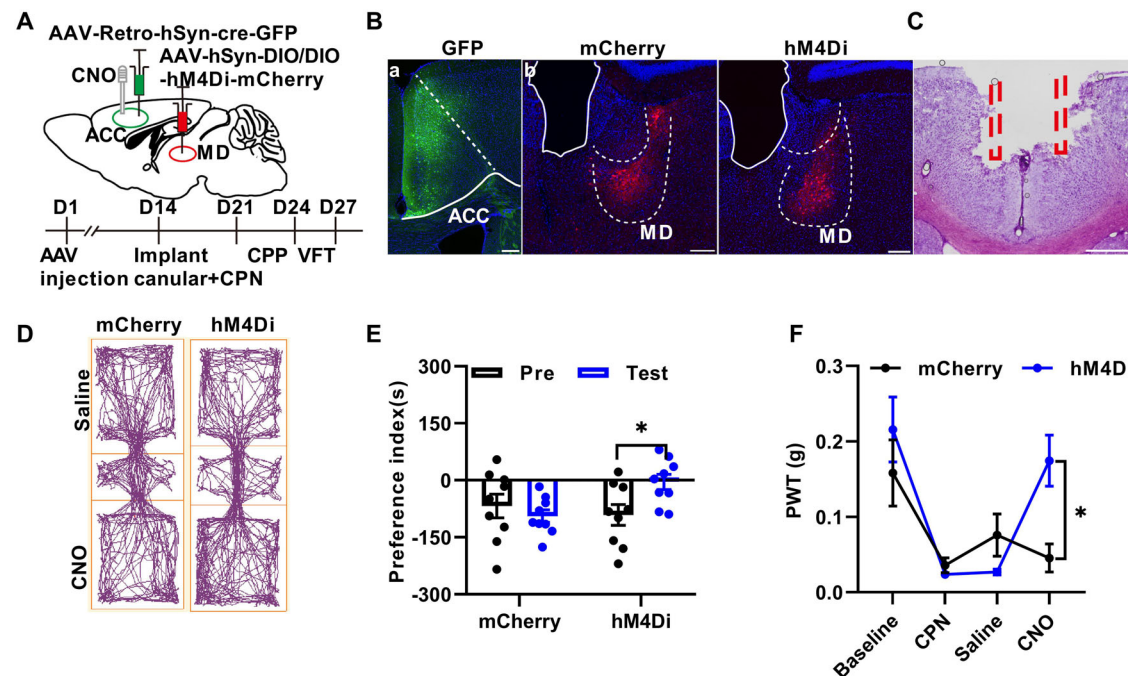 A
AAV-Retro-hSyn-cre-GFP
AAV-hSyn-DIO/DIO
-hM4Di-mCherry
CNO
ACC
MD
D1 D14 D21 D24 D27
AAV Implant CPP VFT
injection canular+CPN
B
GFP mCherry hM4Di
a b
ACC
MD
MD
C
D
mCherry hM4Di
Saline
CNO
E
Pre Test
Preference index(s)
300
150
0
-150
-300
*
mCherry hM4Di
F
mCherry hM4D
PWT (g)
0.3
0.2
0.1
0.0
*
Baseline
CPN
Saline
CNO